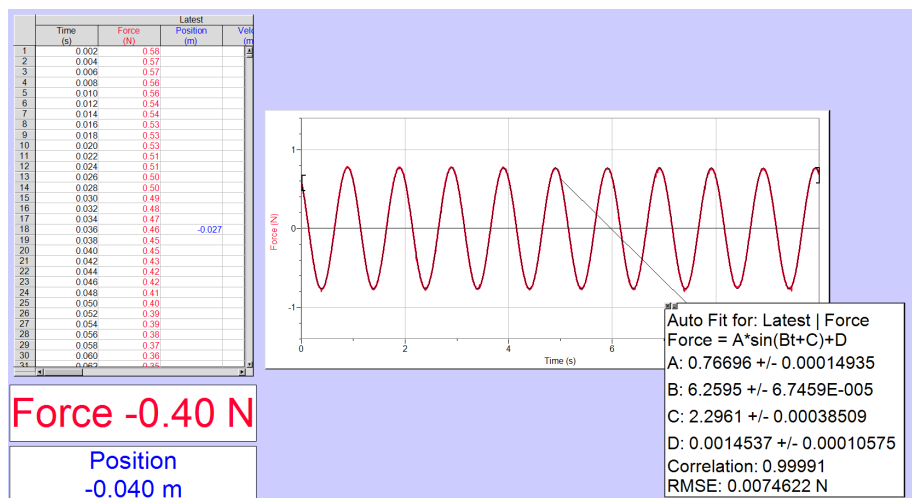 Latest
Time Force Position Velo
(s) (N) (m) (m
1 0.002 0.58
2 0.004 0.57
3 0.006 0.57
4 0.008 0.56
5 0.010 0.56
6 0.012 0.54
7 0.014 0.54
8 0.016 0.53
9 0.018 0.53
10 0.020 0.53
11 0.022 0.51
12 0.024 0.51
13 0.026 0.50
14 0.028 0.50
15 0.030 0.49
16 0.032 0.48
17 0.034 0.47
18 0.036 0.46 -0.027
19 0.038 0.45
20 0.040 0.45
21 0.042 0.43
22 0.044 0.42
23 0.046 0.42
24 0.048 0.41
25 0.050 0.40
26 0.052 0.39
27 0.054 0.39
28 0.056 0.38
29 0.058 0.37
30 0.060 0.36
31 0.062 0.35
Force -0.40 N
Position
-0.040 m
Force (N)
1
0
-1
0 2 4 6
Time (s)
Auto Fit for: Latest | Force
Force = A*sin(Bt+C)+D
A: 0.76696 +/- 0.00014935
B: 6.2595 +/- 6.7459E-005
C: 2.2961 +/- 0.00038509
D: 0.0014537 +/- 0.00010575
Correlation: 0.99991
RMSE: 0.0074622 N